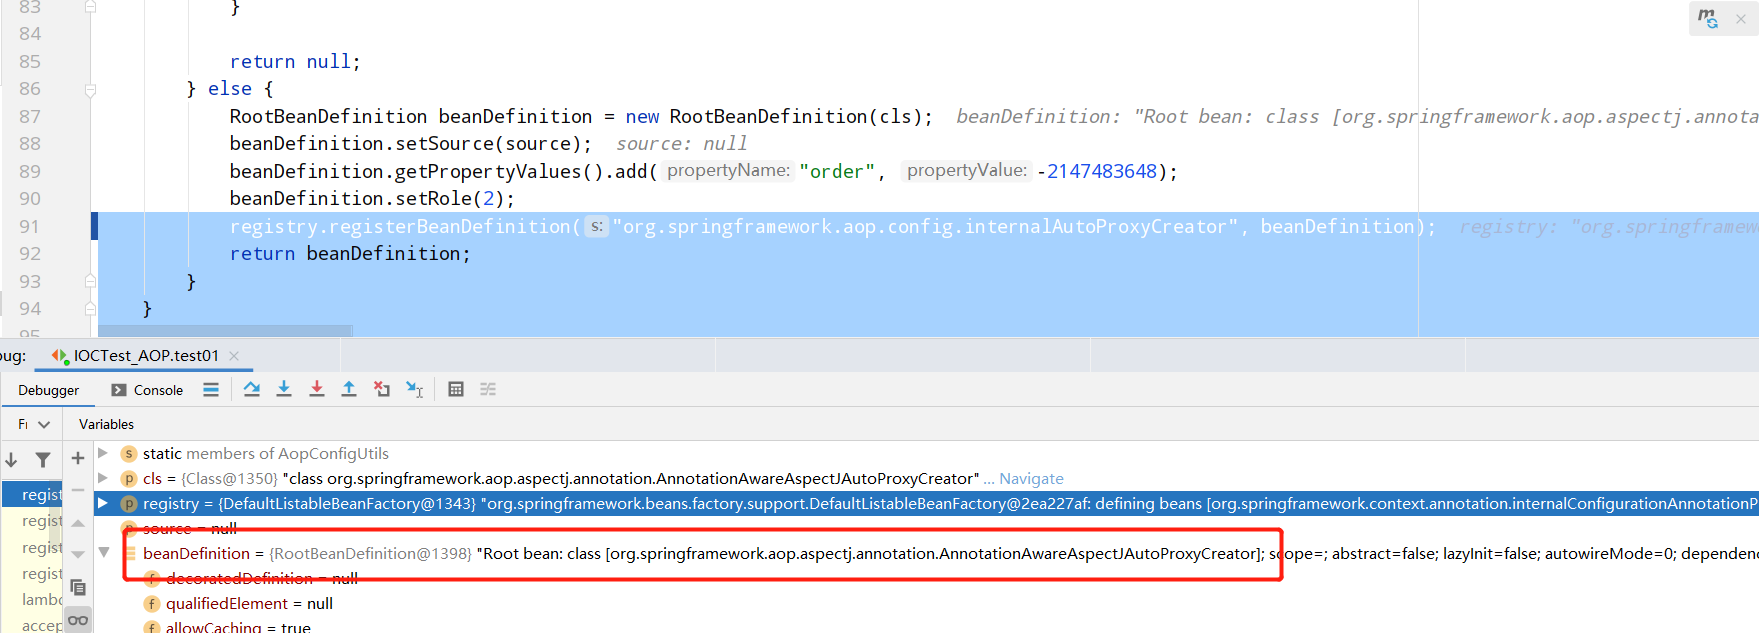 83 }
84
85 return null;
86 } else {
87 RootBeanDefinition beanDefinition = new RootBeanDefinition(cls); beanDefinition: "Root bean: class [org.springframework.aop.aspectj.annota
88 beanDefinition.setSource(source); source: null
89 beanDefinition.getPropertyValues().add( propertyName: "order", propertyValue: -2147483648);
90 beanDefinition.setRole(2);
91 registry.registerBeanDefinition( s: "org.springframework.aop.config.internalAutoProxyCreator", beanDefinition); registry: "org.springframew
92 return beanDefinition;
93 }
94 }
95
ug: IOCTest_AOP.test01
Debugger Console
Fr Variables
static members of AopConfigUtils
cls = {Class@1350} "class org.springframework.aop.aspectj.annotation.AnnotationAwareAspectJAutoProxyCreator" ... Navigate
regist registry = {DefaultListableBeanFactory@1343} "org.springframework.beans.factory.support.DefaultListableBeanFactory@2ea227af: defining beans [org.springframework.context.annotation.internalConfigurationAnnotationP
regist source = null
regist beanDefinition = {RootBeanDefinition@1398} "Root bean: class [org.springframework.aop.aspectj.annotation.AnnotationAwareAspectJAutoProxyCreator]; scope=; abstract=false; lazyInit=false; autowireMode=0; dependenc
regist decoratedDefinition = null
lambd qualifiedElement = null
accep allowCaching = true